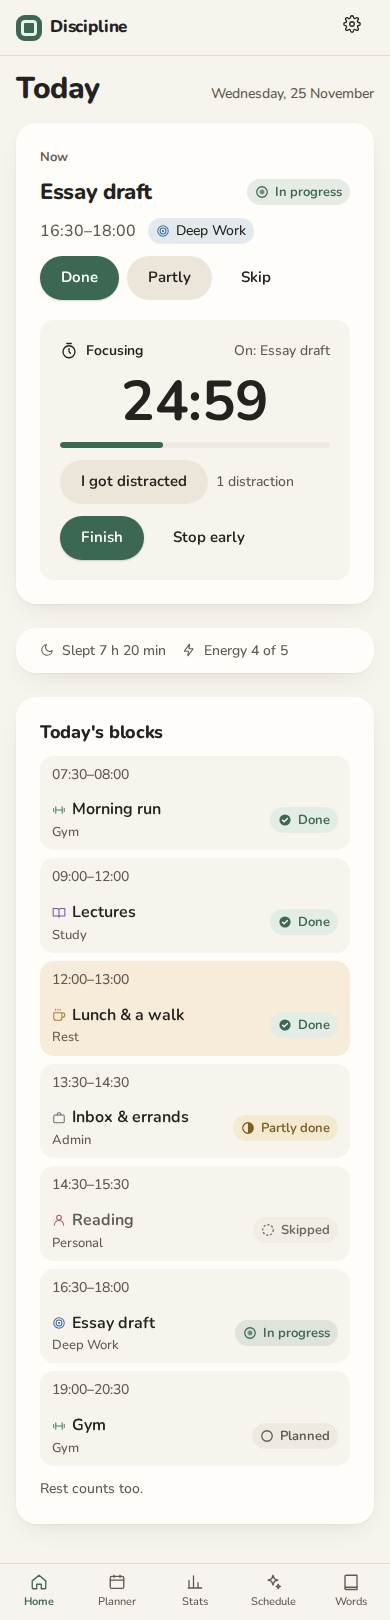 Discipline
Today
Wednesday, 25 November
Now
Essay draft
In progress
16:30–18:00
Deep Work
Done
Partly
Skip
Focusing
On: Essay draft
24:59
I got distracted
1 distraction
Finish
Stop early
Slept 7 h 20 min
Energy 4 of 5
Today's blocks
07:30–08:00
Morning run
Gym
Done
09:00–12:00
Lectures
Study
Done
12:00–13:00
Lunch & a walk
Rest
Done
13:30–14:30
Inbox & errands
Admin
Partly done
14:30–15:30
Reading
Personal
Skipped
16:30–18:00
Essay draft
Deep Work
In progress
19:00–20:30
Gym
Gym
Planned
Rest counts too.
Home
Planner
Stats
Schedule
Words